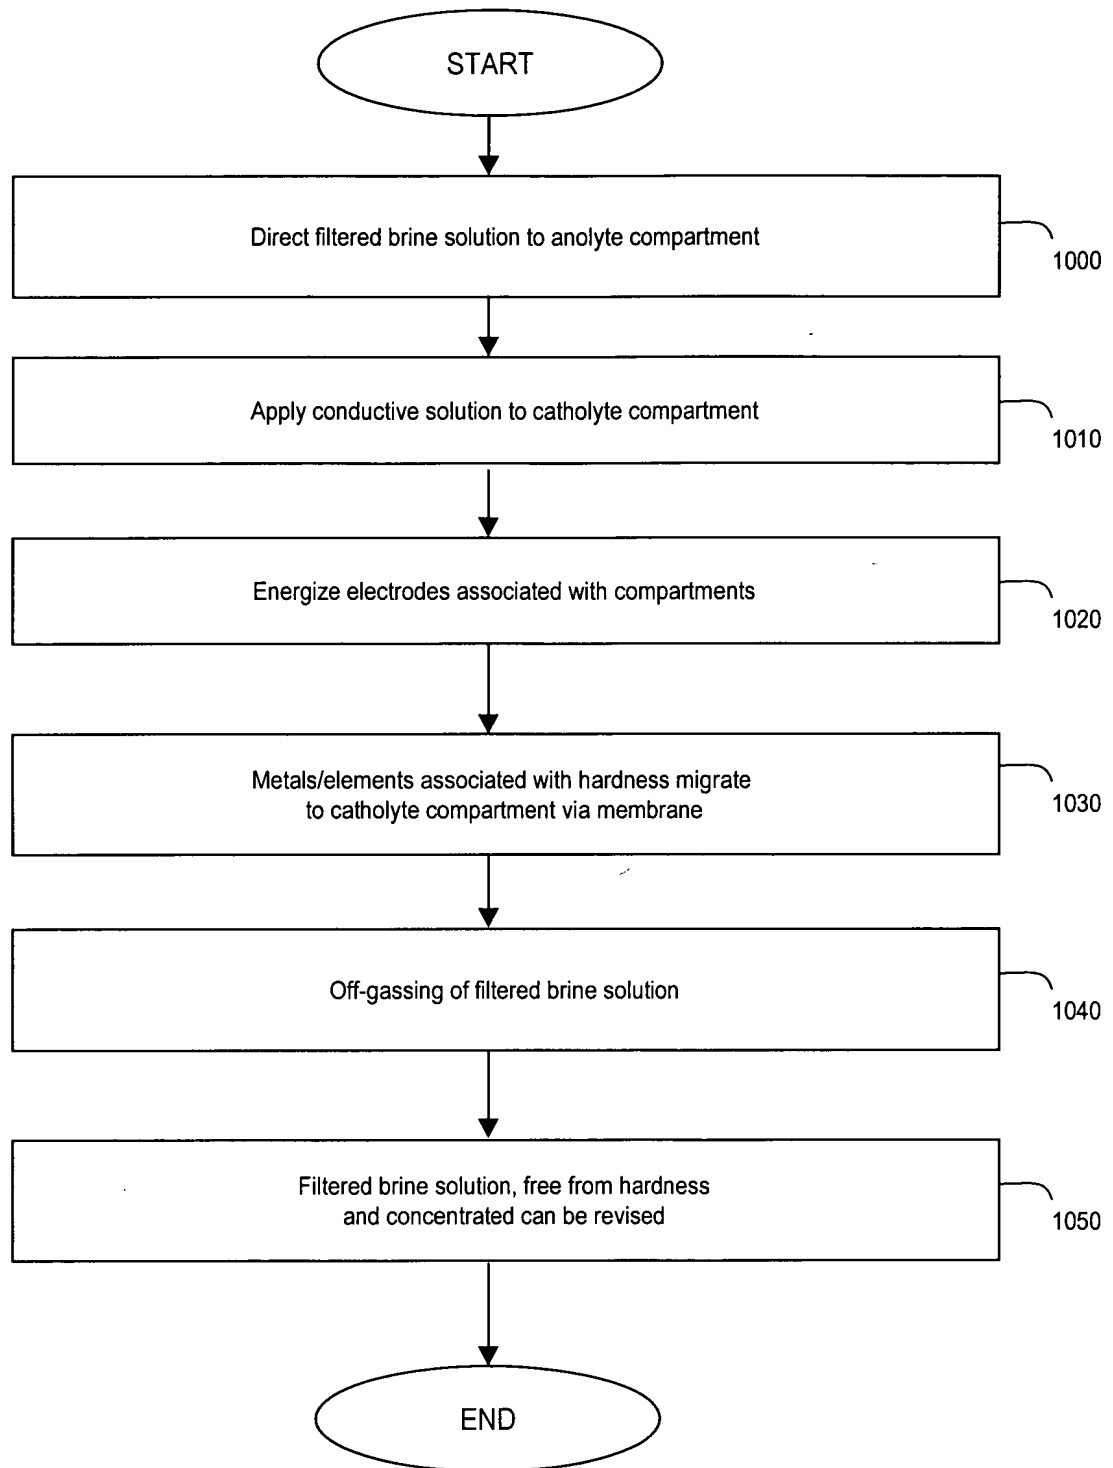 START
Direct filtered brine solution to anolyte compartment
1000
Apply conductive solution to catholyte compartment
1010
Energize electrodes associated with compartments
1020
Metals/elements associated with hardness migrate
to catholyte compartment via membrane
1030
Off-gassing of filtered brine solution
1040
Filtered brine solution, free from hardness
and concentrated can be revised
1050
END